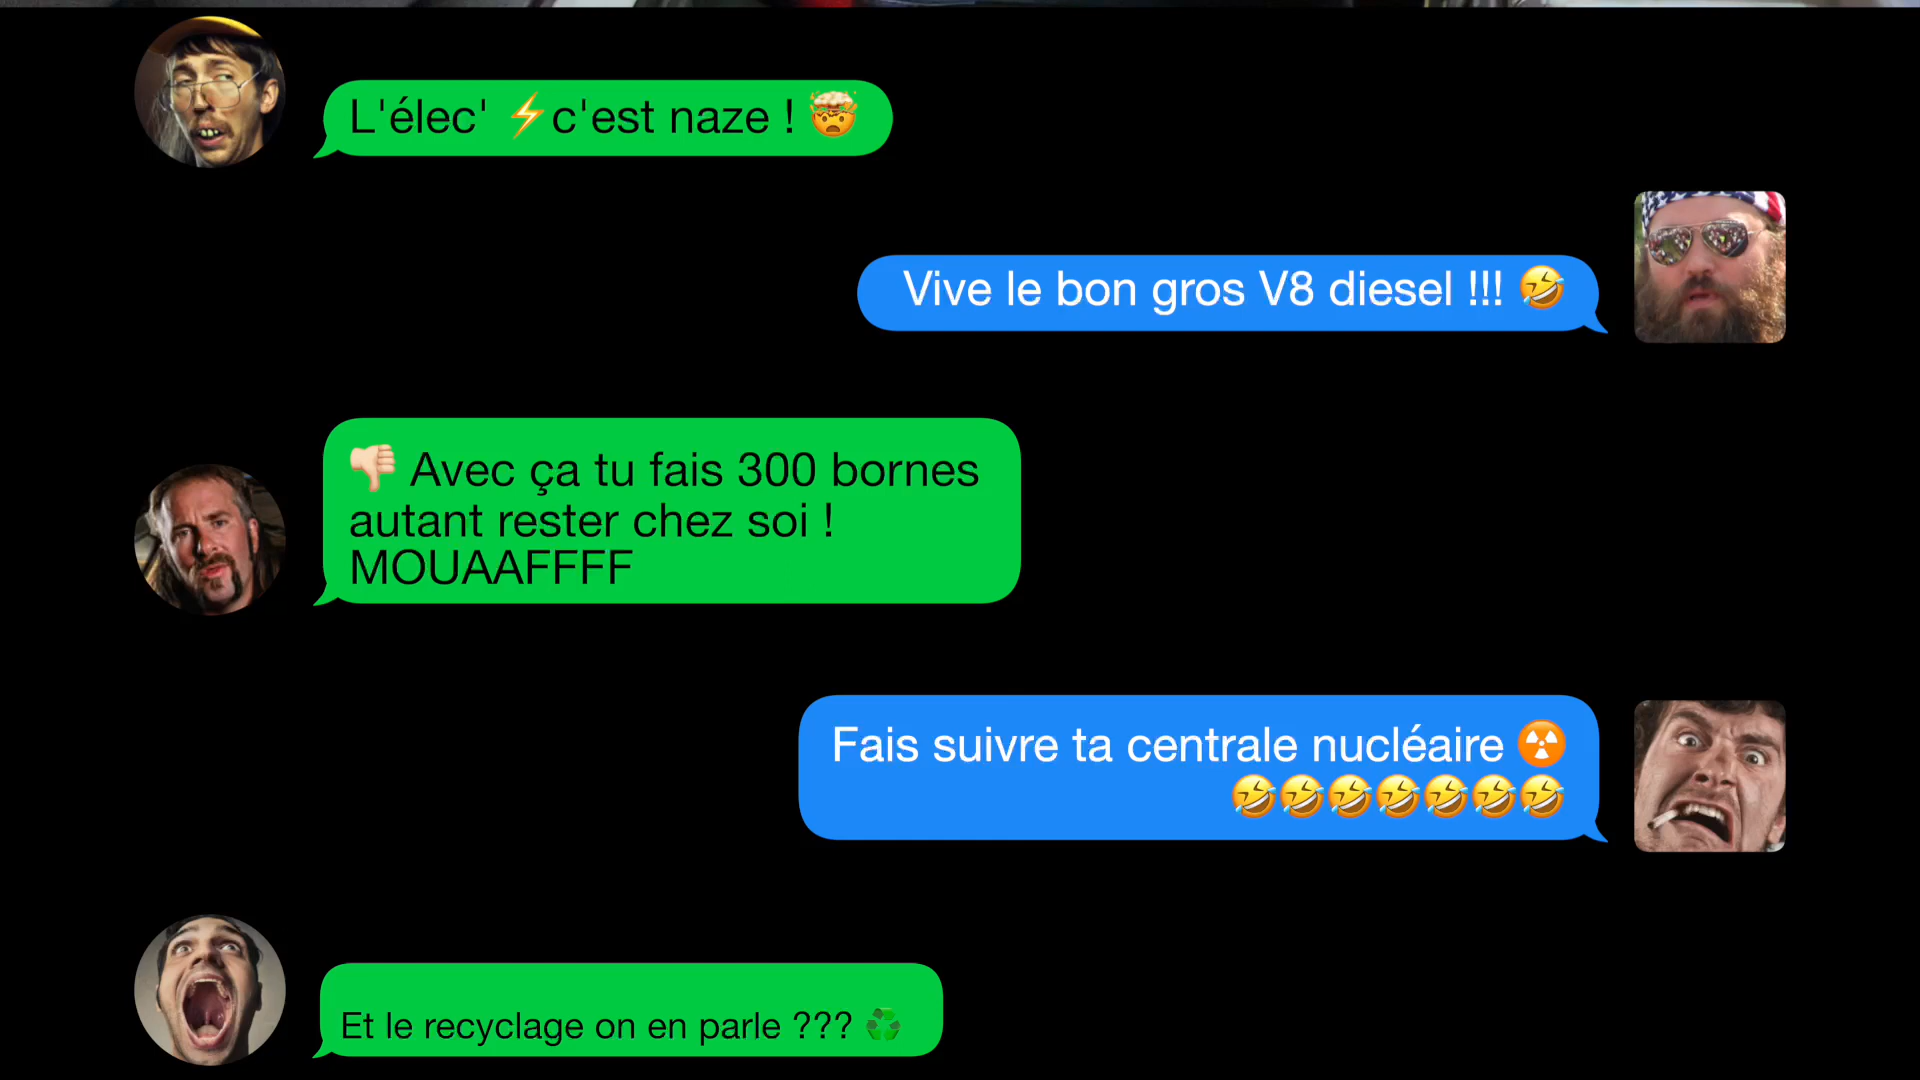 L'élec' ⚡c'est naze ! 🤯
Vive le bon gros V8 diesel !!! 🤣
👎🏻 Avec ça tu fais 300 bornes
autant rester chez soi !
MOUAAFFFF
Fais suivre ta centrale nucléaire ☢️
🤣🤣🤣🤣🤣🤣🤣
Et le recyclage on en parle ??? ♻️